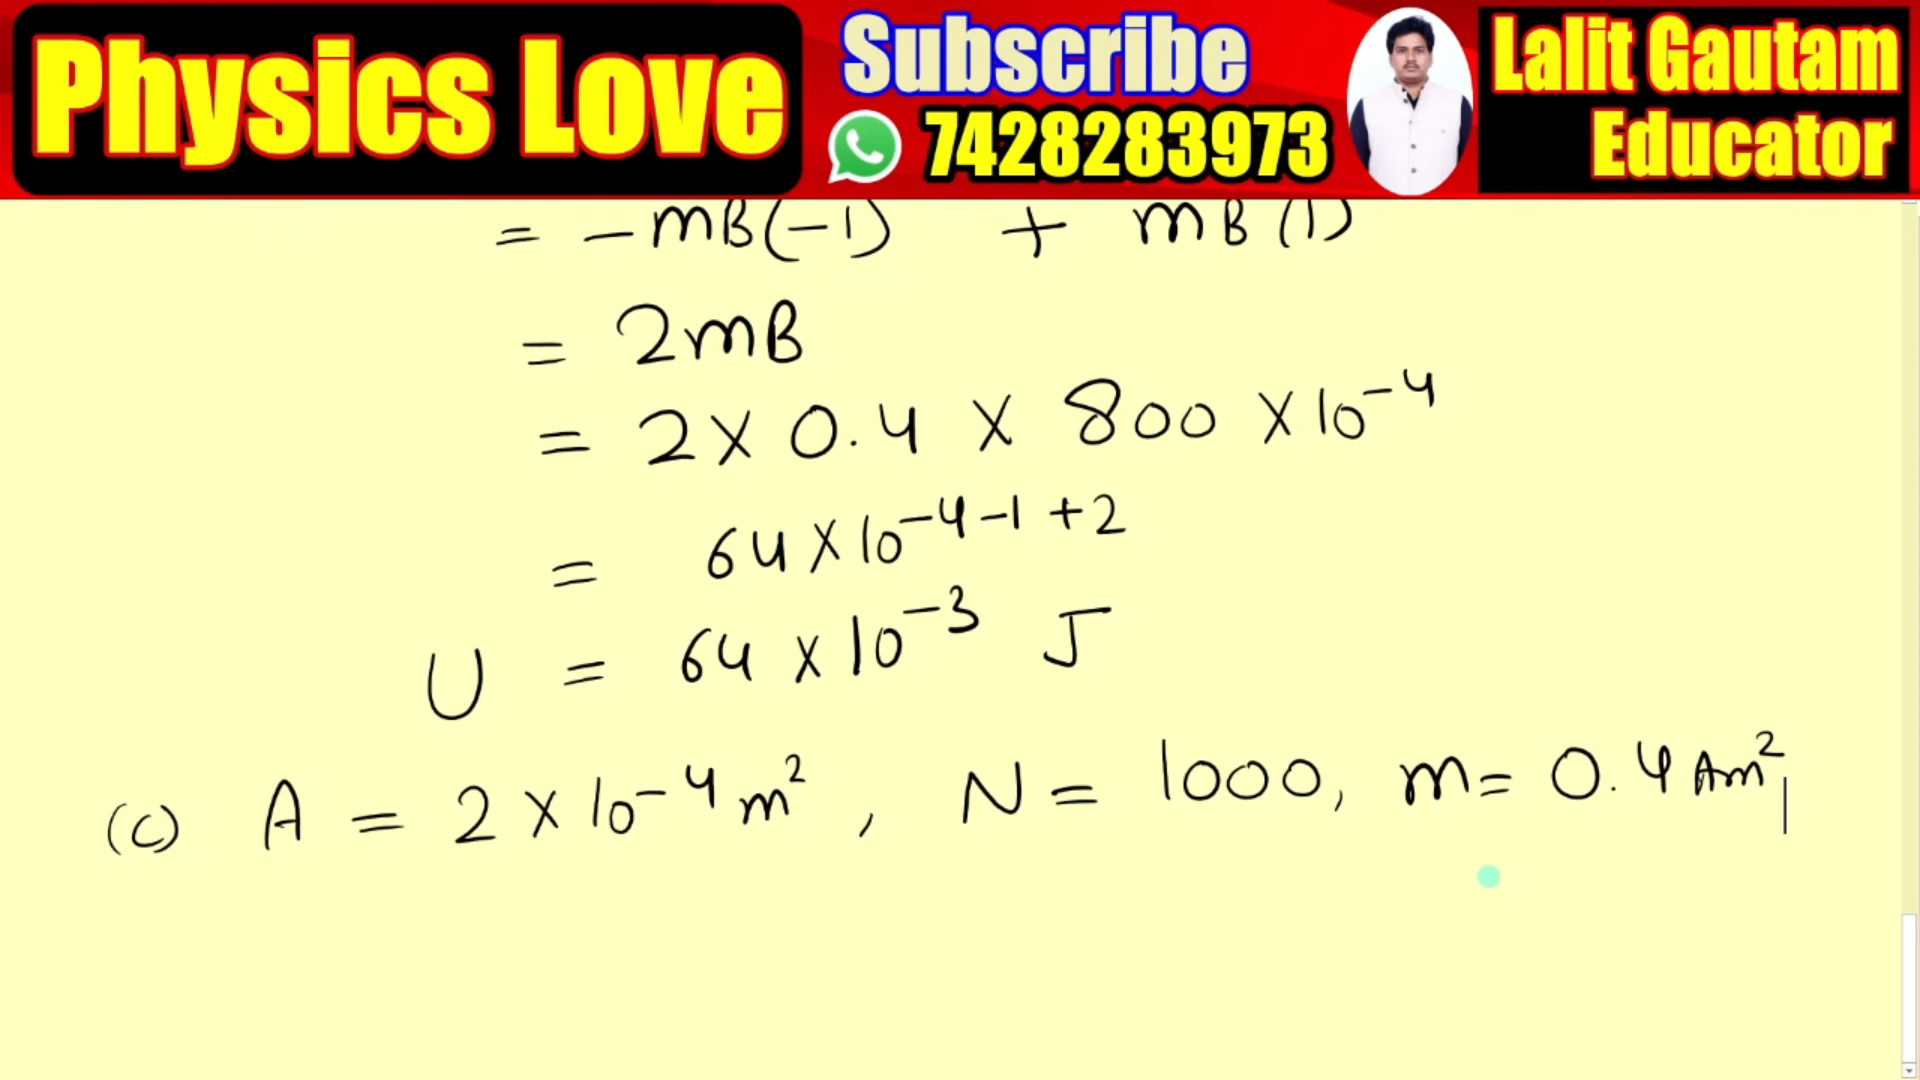 Physics Love
Subscribe
7428283973
Lalit Gautam
Educator
= -mB(-1) + mB(1)
= 2mB
= 2 × 0.4 × 800 × 10⁻⁴
= 64 × 10⁻⁴⁻¹⁺²
U = 64 × 10⁻³ J
(c) A = 2 × 10⁻⁴ m², N = 1000, m = 0.4 Am²,